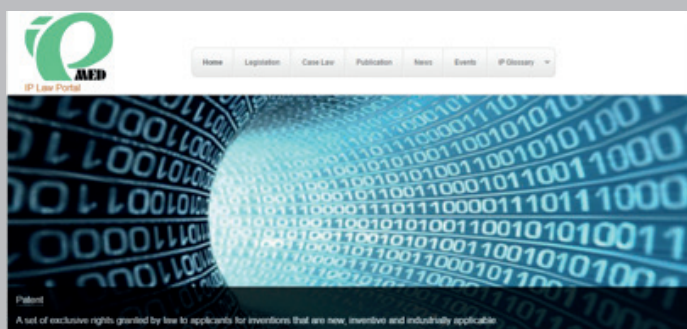 iP
MED
IP Law Portal
Home Legislation Case Law Publication News Events IP Glossary
Patent
A set of exclusive rights granted by law to applicants for inventions that are new, inventive and industrially applicable